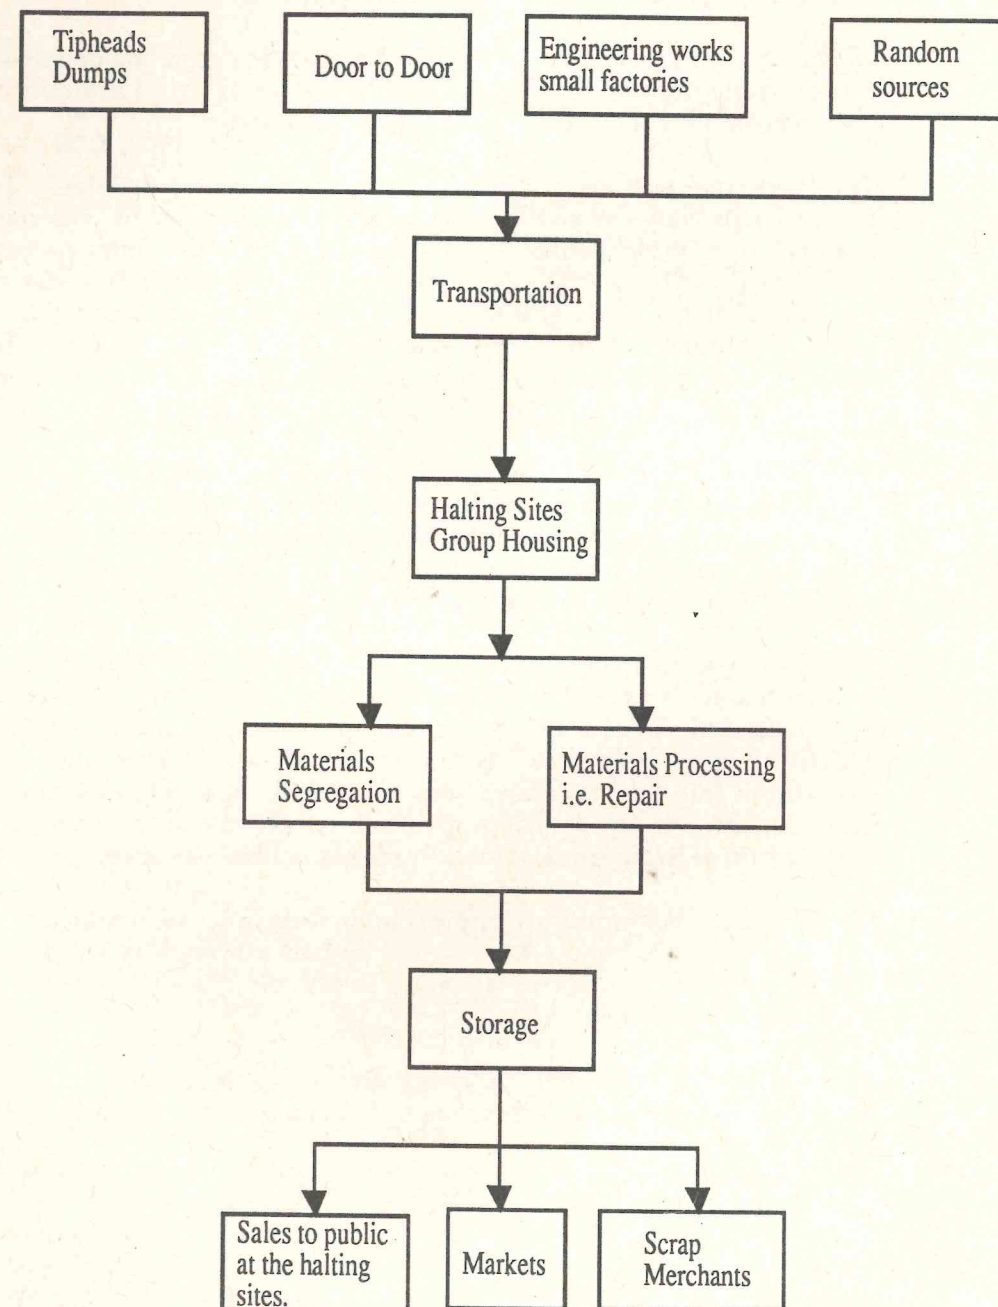 Tipheads
Dumps
Door to Door
Engineering works
small factories
Random
sources
Transportation
Halting Sites
Group Housing
Materials
Segregation
Materials Processing
i.e. Repair
Storage
Sales to public
at the halting
sites.
Markets
Scrap
Merchants